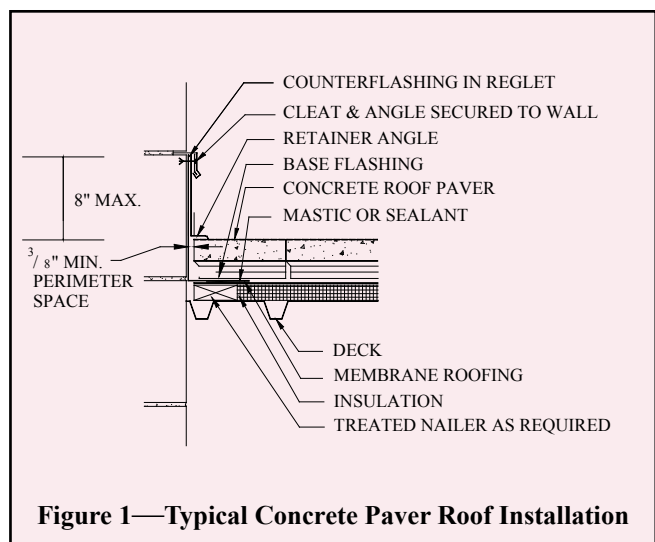 COUNTERFLASHING IN REGLET
CLEAT & ANGLE SECURED TO WALL
RETAINER ANGLE
BASE FLASHING
CONCRETE ROOF PAVER
MASTIC OR SEALANT
8" MAX.
3/8" MIN.
PERIMETER
SPACE
DECK
MEMBRANE ROOFING
INSULATION
TREATED NAILER AS REQUIRED
Figure 1—Typical Concrete Paver Roof Installation